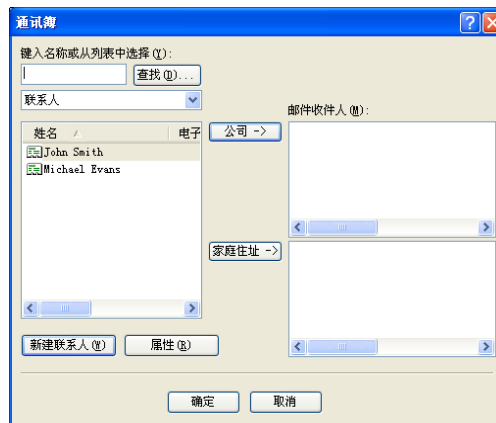 通讯簿
键入名称或从列表中选择(Y):
查找(D)...
联系人
邮件收件人(M):
姓名 电子
公司 ->
John Smith
Michael Evans
家庭住址 ->
新建联系人(W) 属性(R)
确定 取消